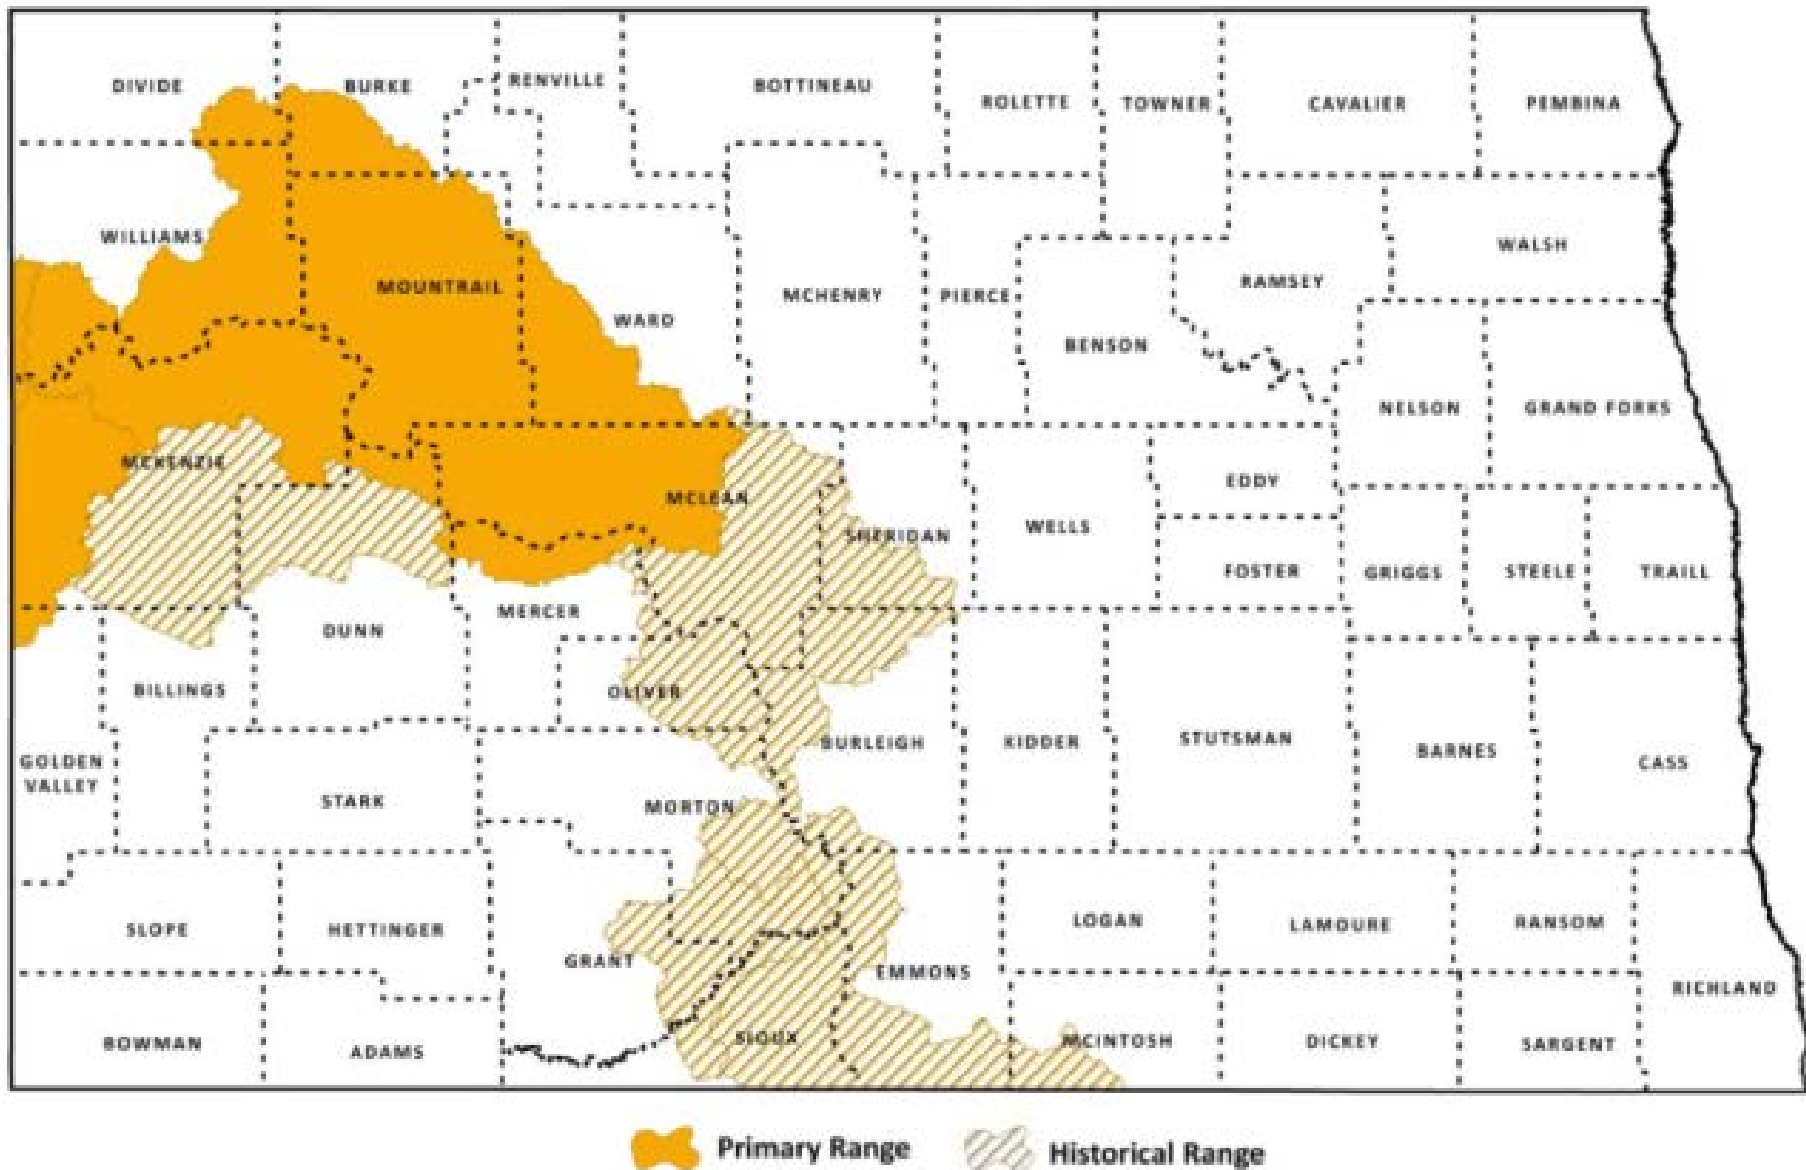 DIVIDE
BURKE
RENVILLE
BOTTINEAU
ROLETTE
TOWNER
CAVALIER
PEMBINA
WILLIAMS
MOUNTRAIL
WARD
MCHENRY
PIERCE
BENSON
RAMSEY
WALSH
NELSON
GRAND FORKS
MCKENZIE
MCLEAN
SHERIDAN
WELLS
EDDY
FOSTER
GRIGGS
STEELE
TRAILL
DUNN
MERCER
BILLINGS
OLIVER
BURLEIGH
KIDDER
STUTSMAN
BARNES
CASS
GOLDEN
VALLEY
STARK
MORTON
SLOPE
HETTINGER
GRANT
EMMONS
LOGAN
LAMOURE
RANSOM
RICHLAND
BOWMAN
ADAMS
SIOUX
MCINTOSH
DICKEY
SARGENT
Primary Range
Historical Range